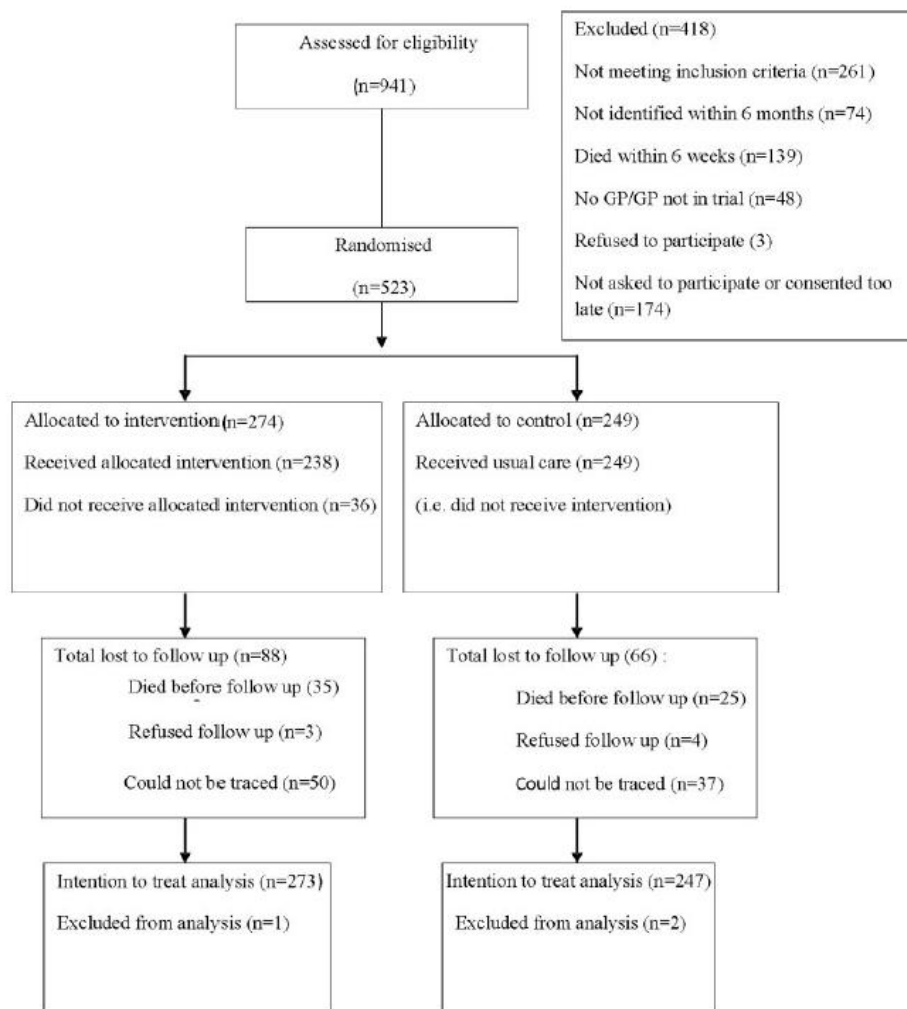 Assessed for eligibility
(n=941)
Excluded (n=418)
Not meeting inclusion criteria (n=261)
Not identified within 6 months (n=74)
Died within 6 weeks (n=139)
No GP/GP not in trial (n=48)
Refused to participate (3)
Not asked to participate or consented too
late (n=174)
Randomised
(n=523)
Allocated to intervention (n=274)
Received allocated intervention (n=238)
Did not receive allocated intervention (n=36)
Allocated to control (n=249)
Received usual care (n=249)
(i.e. did not receive intervention)
Total lost to follow up (n=88)
Died before follow up (35)
Refused follow up (n=3)
Could not be traced (n=50)
Total lost to follow up (66) :
Died before follow up (n=25)
Refused follow up (n=4)
Could not be traced (n=37)
Intention to treat analysis (n=273)
Excluded from analysis (n=1)
Intention to treat analysis (n=247)
Excluded from analysis (n=2)